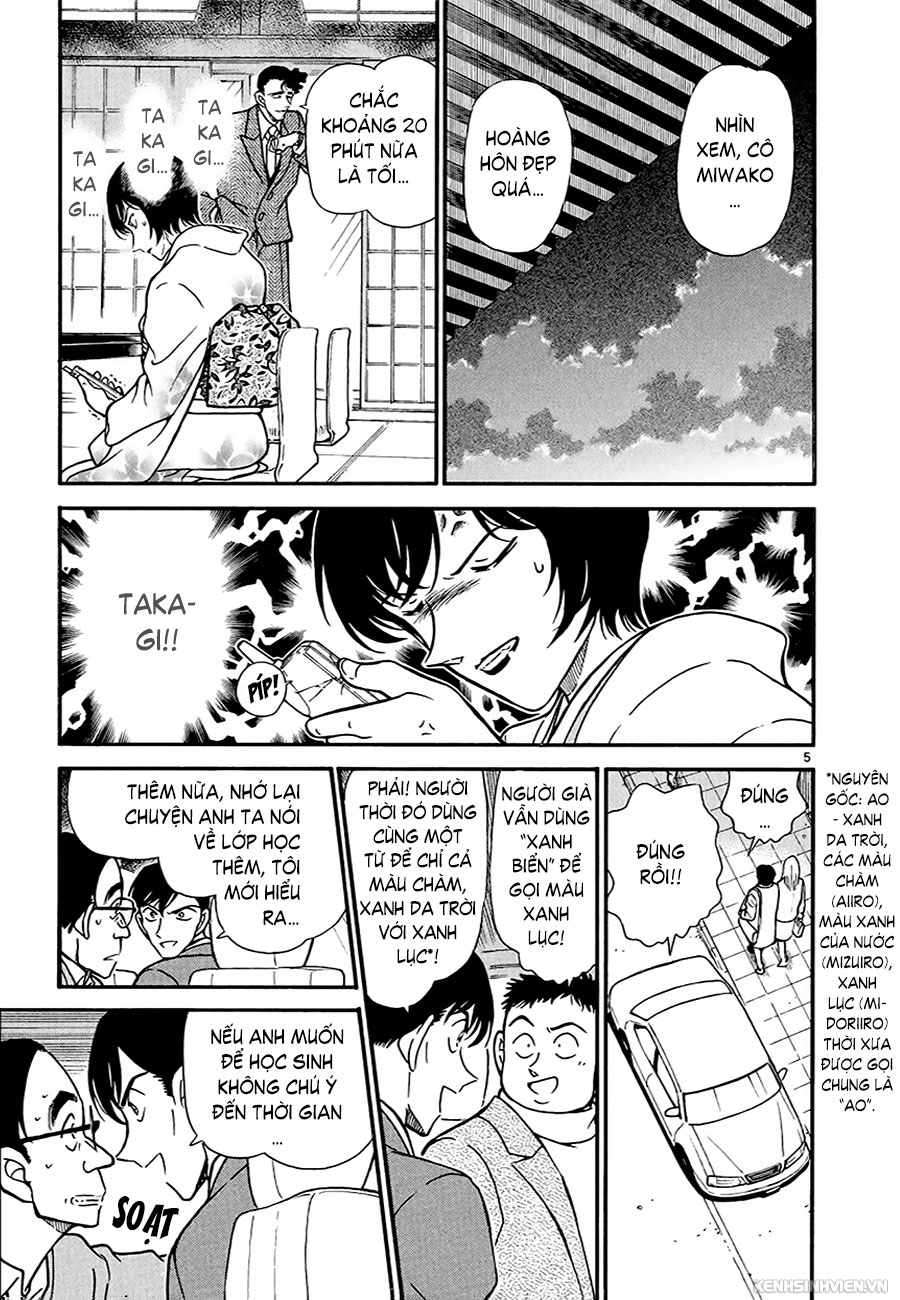 NHÌN
XEM, CÔ
MIWAKO
...
HOÀNG
HÔN ĐẸP
QUÁ...
CHẮC
KHOẢNG 20
PHÚT NỮA
LÀ TỐI...
TA
KA
GI...
TA
KA
GI...
TA
KA
GI...
TAKA-
GI!!
PÍP!
5
ĐÚNG
...
ĐÚNG
RỒI!!
NGƯỜI GIÀ
VẪN DÙNG
“XANH
BIỂN” ĐỂ
GỌI MÀU
XANH
LỤC!
PHẢI! NGƯỜI
THỜI ĐÓ DÙNG
CÙNG MỘT
TỪ ĐỂ CHỈ CẢ
MÀU CHÀM,
XANH DA TRỜI
VỚI XANH
LỤC*!
THÊM NỮA, NHỚ LẠI
CHUYỆN ANH TA NÓI
VỀ LỚP HỌC
THÊM, TÔI
MỚI HIỂU
RA...
NẾU ANH MUỐN
ĐỂ HỌC SINH
KHÔNG CHÚ Ý
ĐẾN THỜI GIAN
...
SOẠT
*NGUYÊN
GỐC: AO
- XANH
DA TRỜI,
CÁC MÀU
CHÀM
(AIIRO),
MÀU XANH
CỦA NƯỚC
(MIZUIRO),
XANH
LỤC (MI-
DORIIRO)
THỜI XƯA
ĐƯỢC GỌI
CHUNG LÀ
“AO”.
KENHSINHVIEN.VN